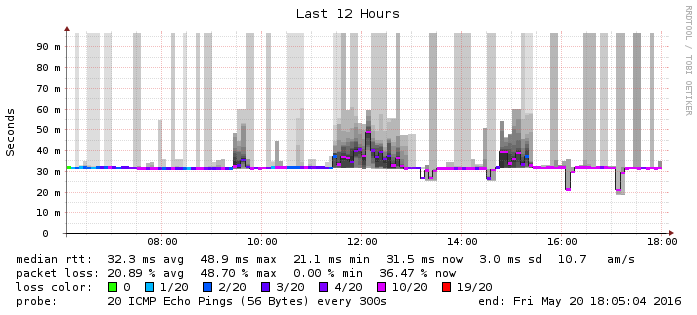 Last 12 Hours
RRDTOOL / TOBI OETIKER
Seconds
90 m
80 m
70 m
60 m
50 m
40 m
30 m
20 m
10 m
0
08:00 10:00 12:00 14:00 16:00 18:00
median rtt: 32.3 ms avg 48.9 ms max 21.1 ms min 31.5 ms now 3.0 ms sd 10.7 am/s
packet loss: 20.89 % avg 48.70 % max 0.00 % min 36.47 % now
loss color: 0 1/20 2/20 3/20 4/20 10/20 19/20
probe: 20 ICMP Echo Pings (56 Bytes) every 300s end: Fri May 20 18:05:04 2016